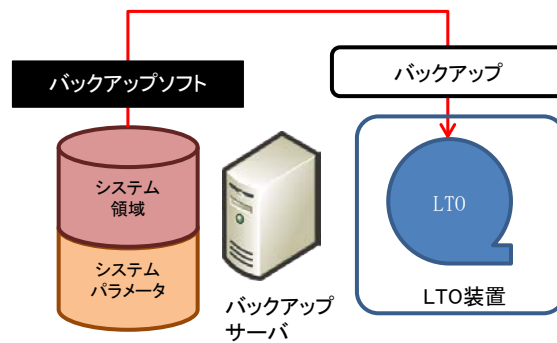 バックアップソフト
バックアップ
システム
領域
システム
パラメータ
バックアップ
サーバ
LTO
LTO装置